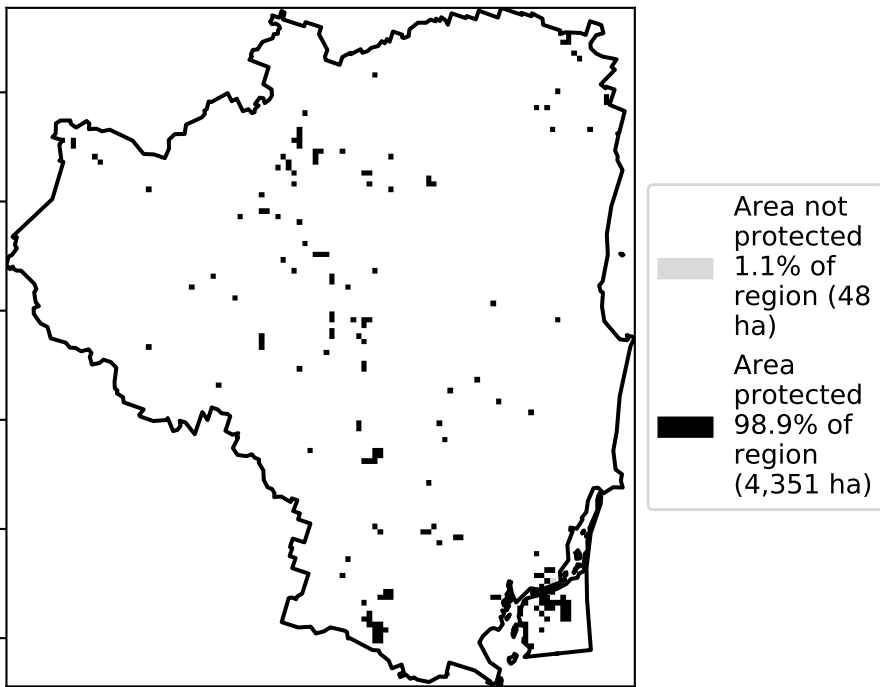 Area not
protected
1.1% of
region (48
ha)
Area
protected
98.9% of
region
(4,351 ha)